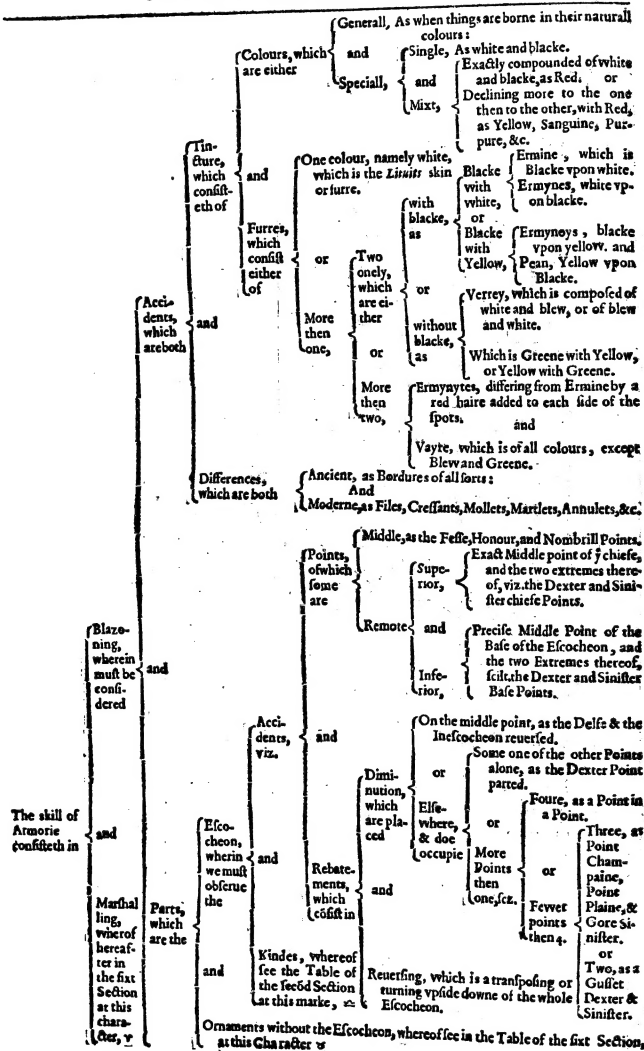 Generall, As when things are borne in their naturall
colours:
Colours, which
are either
and
Speciall,
Single, As white and blacke.
and
Mixt,
Exactly compounded of white
and blacke, as Red. or
Declining more to the one
then to the other, with Red,
as Yellow, Sanguine, Pur-
pure, &c.
Tin-
cture,
which
consist-
eth of
and
Furres,
which
consist
either
of
One colour, namely white,
which is the Lituits skin
or furre.
or
More
then
one,
Two
onely,
which
are ei-
ther
or
More
then
two,
with
blacke,
as
or
without
blacke,
as
Blacke
with
white,
or
Blacke
with
Yellow,
Ermine, which is
Blacke vpon white.
Ermynes, white vp-
on blacke.
Ermyneys, blacke
vpon yellow. and
Pean, Yellow vpon
Blacke.
Verrey, which is composed of
white and blew, or of blew
and white.
Which is Greene with Yellow,
or Yellow with Greene.
Ermynytes, differing from Ermine by a
red haire added to each side of the
spots.
and
Vayre, which is of all colours, except
Blew and Greene.
Acci-
dents,
which
are both
and
Differences,
which are both
Ancient, as Bordures of all sorts:
And
Moderne, as Files, Cressants, Mollets, Martlets, Annulets, &c.
Blazo-
ning,
wherein
must be
consi-
dered
and
Points,
of which
some
are
Middle, as the Fesse, Honour, and Nombrill Points.
Remote
Supe-
rior,
and
Infe-
rior,
Exact Middle point of ẏ chiefe,
and the two extremes there-
of, viz. the Dexter and Sini-
ster chiefe Points.
Precise Middle Point of the
Base of the Escocheon, and
the two Extremes thereof,
scilt. the Dexter and Sinister
Base Points.
Acci-
dents,
viz.
and
Rebate-
ments,
which
cōsist in
Dimi-
nution,
which
are pla-
ced
and
On the middle point, as the Delfe & the
Inescocheon reuersed.
or
Else-
where,
& doe
occupie
Some one of the other Points
alone, as the Dexter Point
parted.
or
More
Points
then
one, scz.
Foure, as a Point in
a Point.
or
Fewer
points
then 4.
Three, as
Point
Cham-
paine,
Point
Plaine, &
Gore Si-
nister.
or
Two, as a
Gusset
Dexter &
Sinister.
Reuersing, which is a transposing or
turning vpside downe of the whole
Escocheon.
The skill of
Armorie
consisteth in
and
Marshal
ling,
wherof
hereaf-
ter in
the sixt
Section
at this
chara-
cter,
Parts,
which
are the
Esco-
cheon,
wherin
we must
obserue
the
and
Kindes, whereof
see the Table of
the secōd Section
at this marke,
and
Ornaments without the Escocheon, whereof see in the Table of the sixt Section,
at this Character